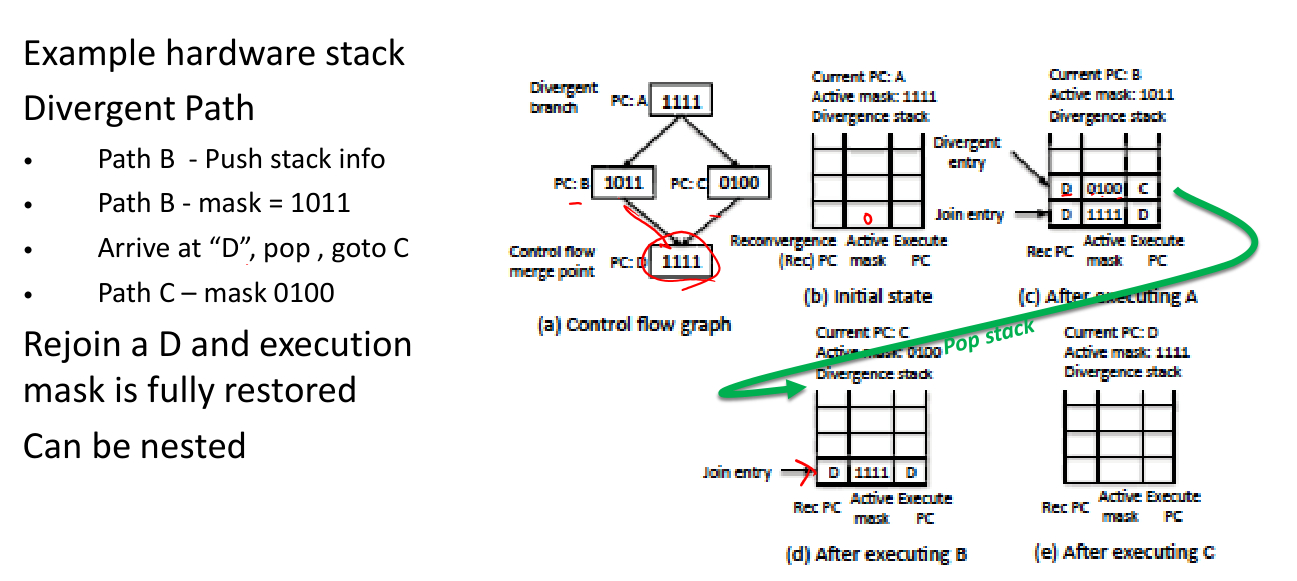 Example hardware stack
Divergent Path
• Path B - Push stack info
• Path B - mask = 1011
• Arrive at “D”, pop , goto C
• Path C – mask 0100
Rejoin a D and execution
mask is fully restored
Can be nested
Divergent
branch
PC: A
1111
PC: B
1011
PC: C
0100
Control flow
merge point
PC: D
1111
(a) Control flow graph
Current PC: A
Active mask: 1111
Divergence stack
0
Reconvergence Active Execute
(Rec) PC mask PC
(b) Initial state
Current PC: B
Active mask: 1011
Divergence stack
Divergent
entry
D 0100 C
Join entry
D 1111 D
Rec PC Active Execute
mask PC
(c) After executing A
Pop stack
Current PC: C
Active mask: 0100
Divergence stack
Join entry
D 1111 D
Rec PC Active Execute
mask PC
(d) After executing B
Current PC: D
Active mask: 1111
Divergence stack
Rec PC Active Execute
mask PC
(e) After executing C